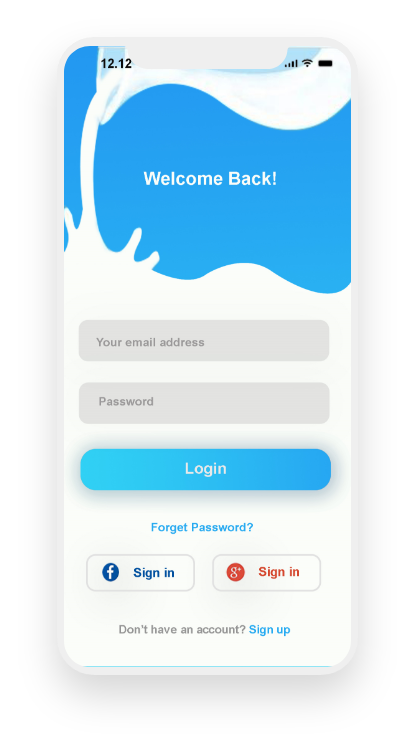 12.12
Welcome Back!
Your email address
Password
Login
Forget Password?
f Sign in
g+ Sign in
Don't have an account? Sign up